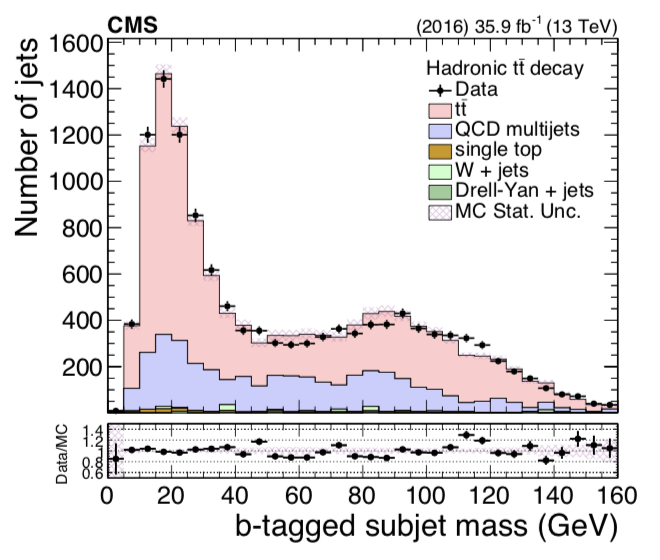 CMS (2016) 35.9 fb⁻¹ (13 TeV)
Number of jets
1600
1400
1200
1000
800
600
400
200
Hadronic tt̄ decay
Data
tt̄
QCD multijets
single top
W + jets
Drell-Yan + jets
MC Stat. Unc.
Data/MC
1.4
1.2
1
0.8
0.6
0 20 40 60 80 100 120 140 160
b-tagged subjet mass (GeV)